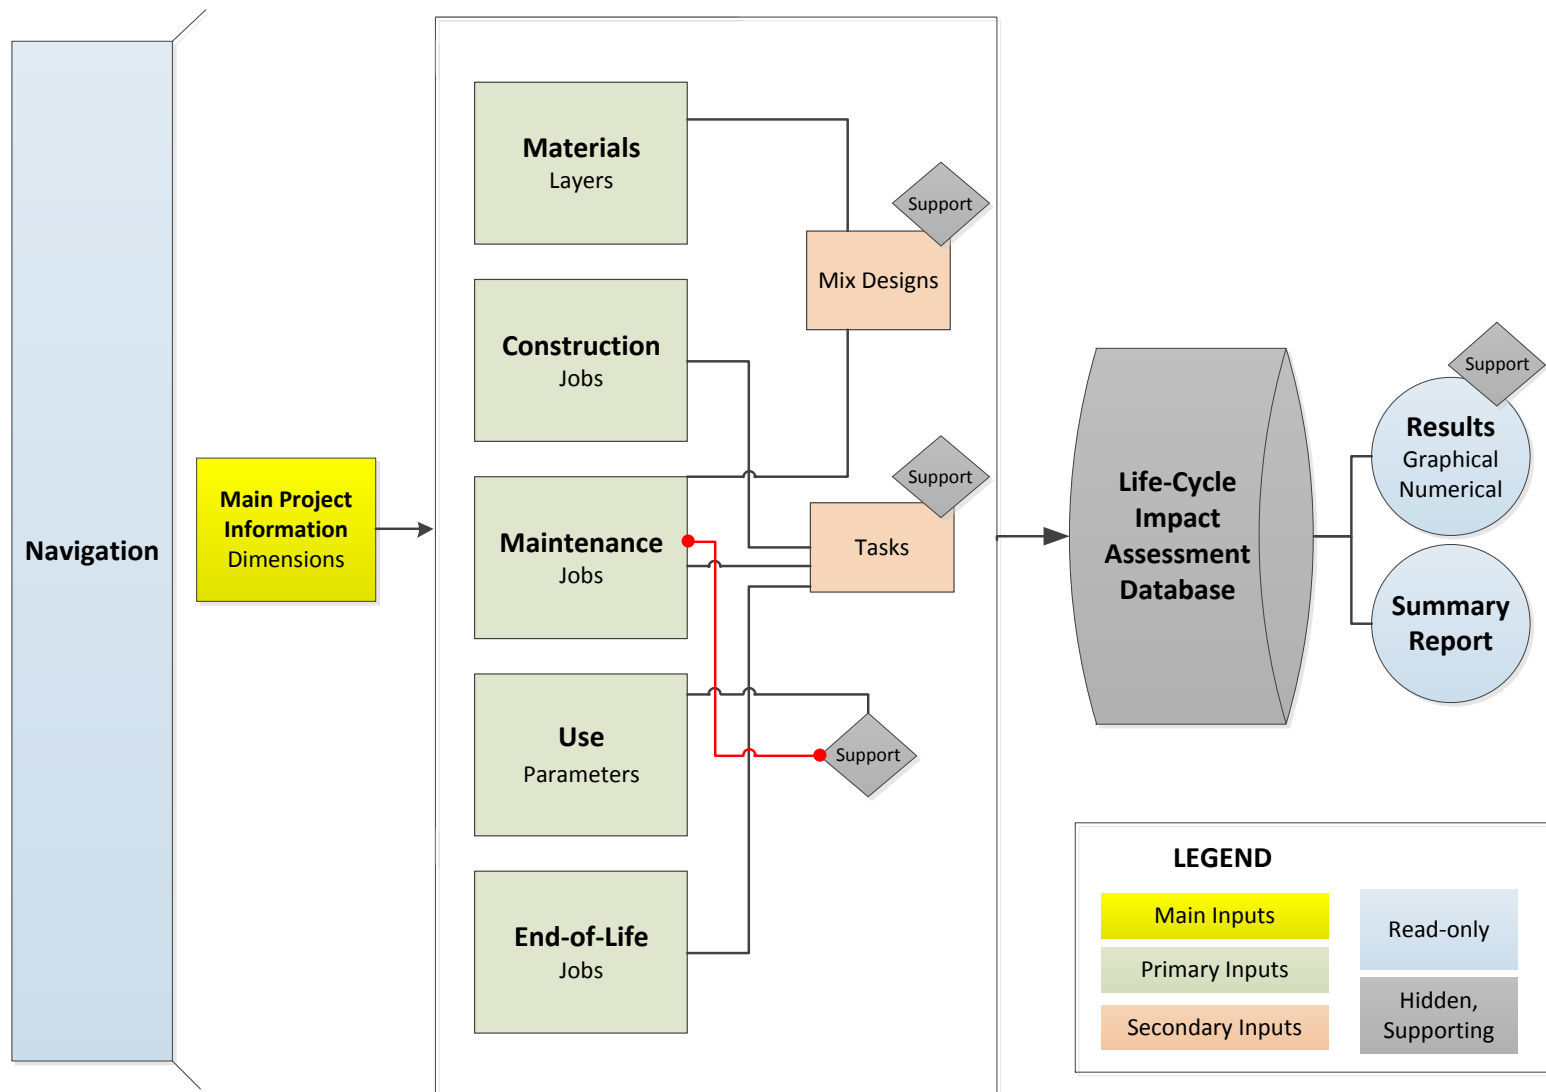 Navigation
Main Project
Information
Dimensions
Materials
Layers
Construction
Jobs
Maintenance
Jobs
Use
Parameters
End-of-Life
Jobs
Support
Mix Designs
Support
Tasks
Support
Life-Cycle
Impact
Assessment
Database
Support
Results
Graphical
Numerical
Summary
Report
LEGEND
Main Inputs
Primary Inputs
Secondary Inputs
Read-only
Hidden,
Supporting